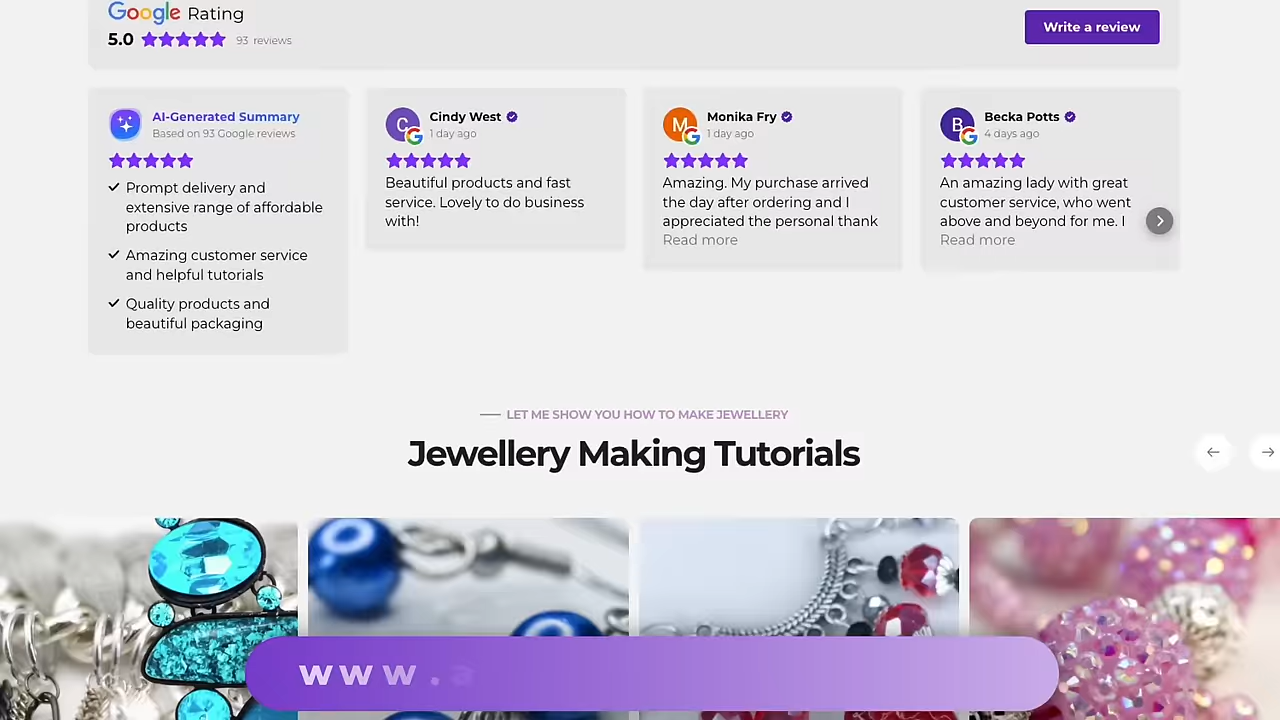 Google Rating
5.0 93 reviews
Write a review
AI-Generated Summary
Based on 93 Google reviews
Prompt delivery and
extensive range of affordable
products
Amazing customer service
and helpful tutorials
Quality products and
beautiful packaging
C
Cindy West
1 day ago
Beautiful products and fast
service. Lovely to do business
with!
M
Monika Fry
1 day ago
Amazing. My purchase arrived
the day after ordering and I
appreciated the personal thank
Read more
B
Becka Potts
4 days ago
An amazing lady with great
customer service, who went
above and beyond for me. I
Read more
LET ME SHOW YOU HOW TO MAKE JEWELLERY
Jewellery Making Tutorials
www.a